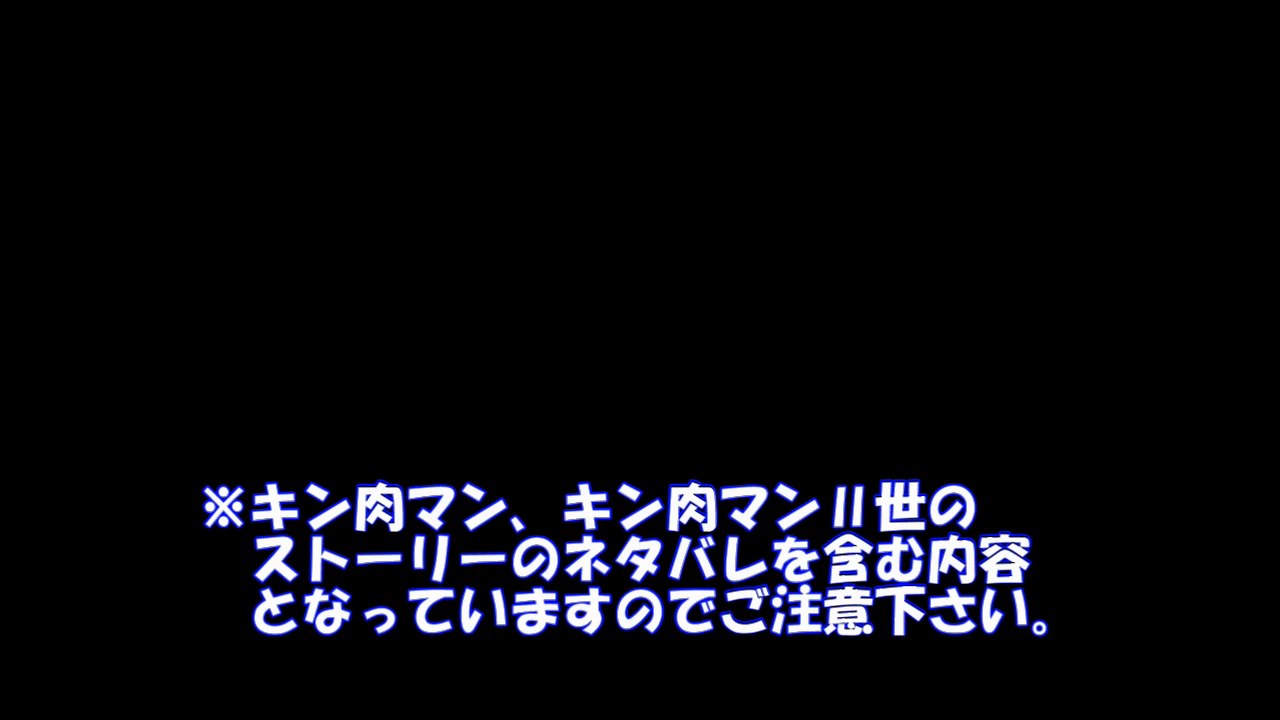 ※キン肉マン、キン肉マンⅡ世の
ストーリーのネタバレを含む内容
となっていますのでご注意下さい。